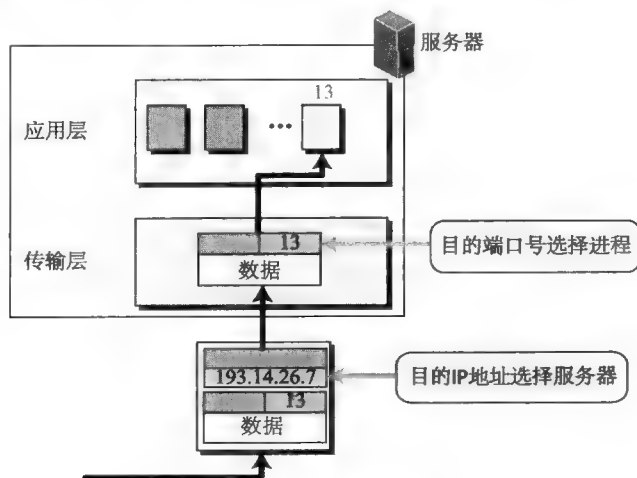 服务器
13
应用层
...
13
目的端口号选择进程
传输层
数据
193.14.26.7
目的IP地址选择服务器
13
数据